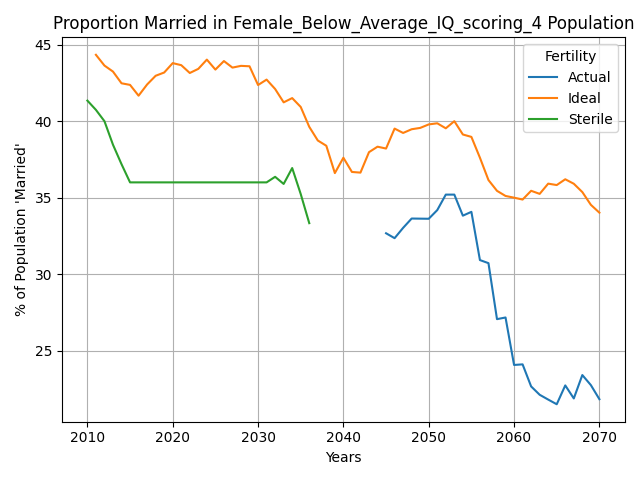 Proportion Married in Female_Below_Average_IQ_scoring_4 Population
Fertility
Actual
Ideal
Sterile
% of Population 'Married'
45
40
35
30
25
2010 2020 2030 2040 2050 2060 2070
Years